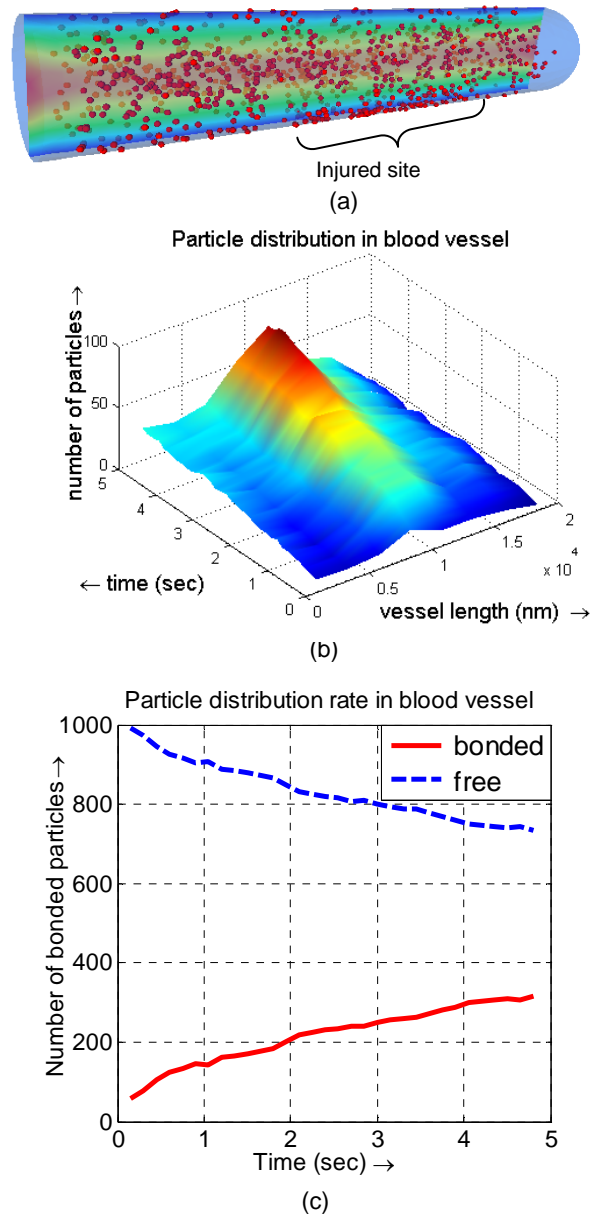 Injured site
(a)
Particle distribution in blood vessel
number of particles →
100
50
0
5
4
3
2
1
0
← time (sec)
0
0.5
1
1.5
2
x 10
4
vessel length (nm) →
(b)
Particle distribution rate in blood vessel
Number of bonded particles→
1000
800
600
400
200
0
bonded
free
0
1
2
3
4
5
Time (sec) →
(c)